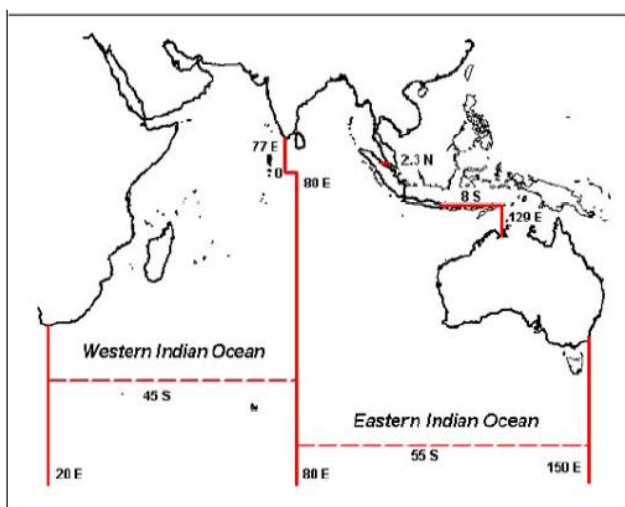 77 E
2.3 N
0
80 E
8 S
129 E
Western Indian Ocean
45 S
Eastern Indian Ocean
55 S
20 E
80 E
150 E